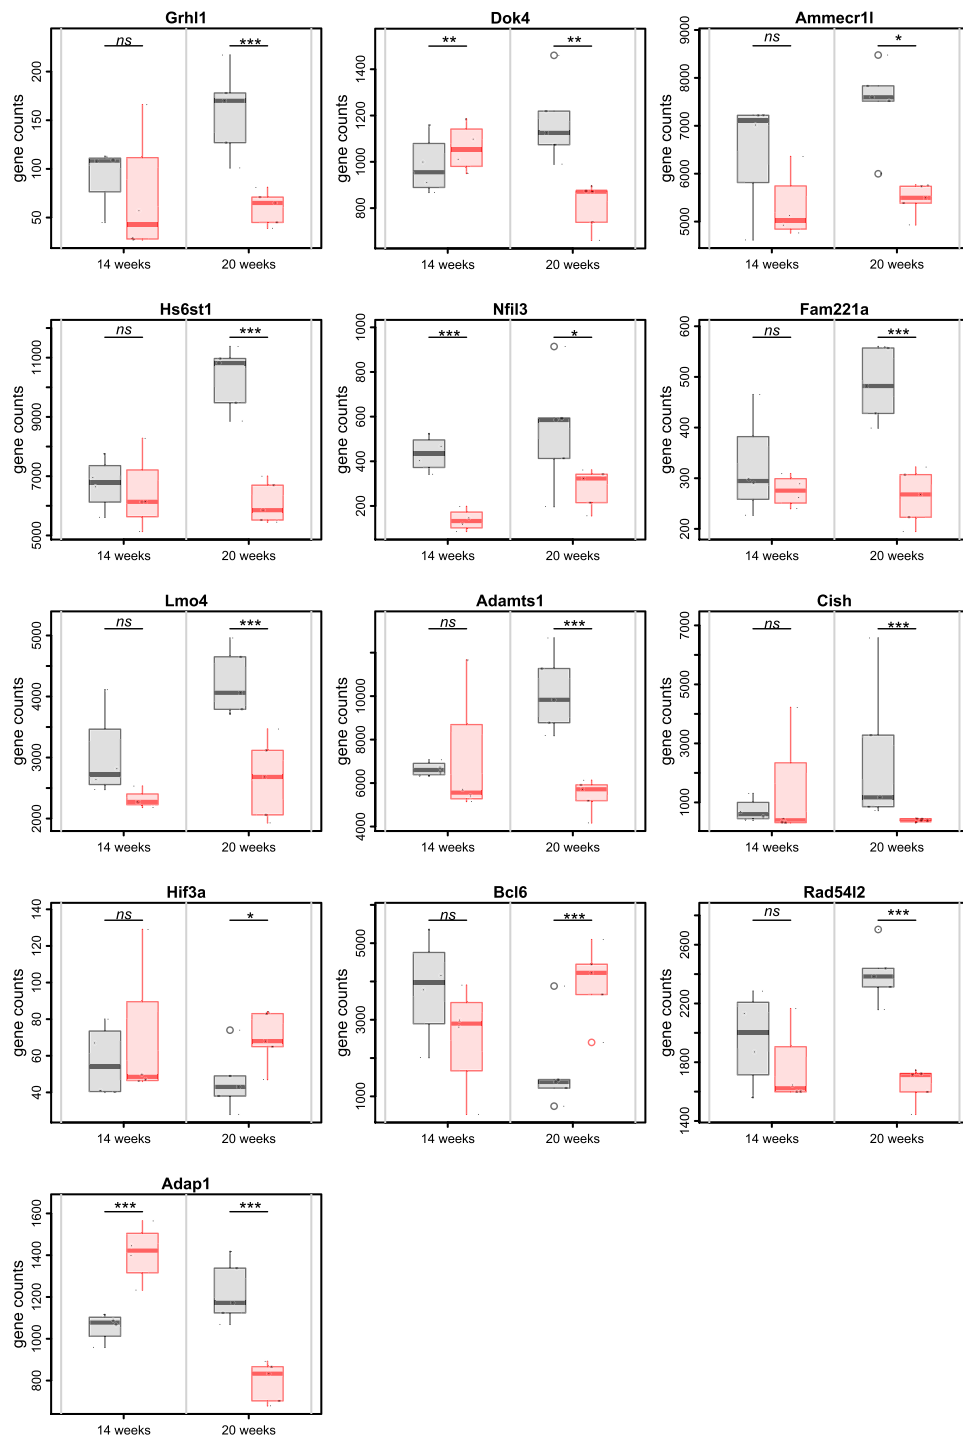 Grhl1
Dok4
Ammecr1l
gene counts
50
100
150
200
ns
***
14 weeks
20 weeks
gene counts
800
1000
1200
1400
**
**
14 weeks
20 weeks
gene counts
5000
6000
7000
8000
9000
ns
*
14 weeks
20 weeks
Hs6st1
Nfil3
Fam221a
gene counts
5000
7000
9000
11000
ns
***
14 weeks
20 weeks
gene counts
200
400
600
800
1000
***
*
14 weeks
20 weeks
gene counts
200
300
400
500
600
ns
***
14 weeks
20 weeks
Lmo4
Adamts1
Cish
gene counts
2000
3000
4000
5000
ns
***
14 weeks
20 weeks
gene counts
4000
6000
8000
10000
ns
***
14 weeks
20 weeks
gene counts
1000
3000
5000
7000
ns
***
14 weeks
20 weeks
Hif3a
Bcl6
Rad54l2
gene counts
40
60
80
100
120
140
ns
*
14 weeks
20 weeks
gene counts
1000
3000
5000
ns
***
14 weeks
20 weeks
gene counts
1400
1800
2200
2600
ns
***
14 weeks
20 weeks
Adap1
gene counts
800
1000
1200
1400
1600
***
***
14 weeks
20 weeks